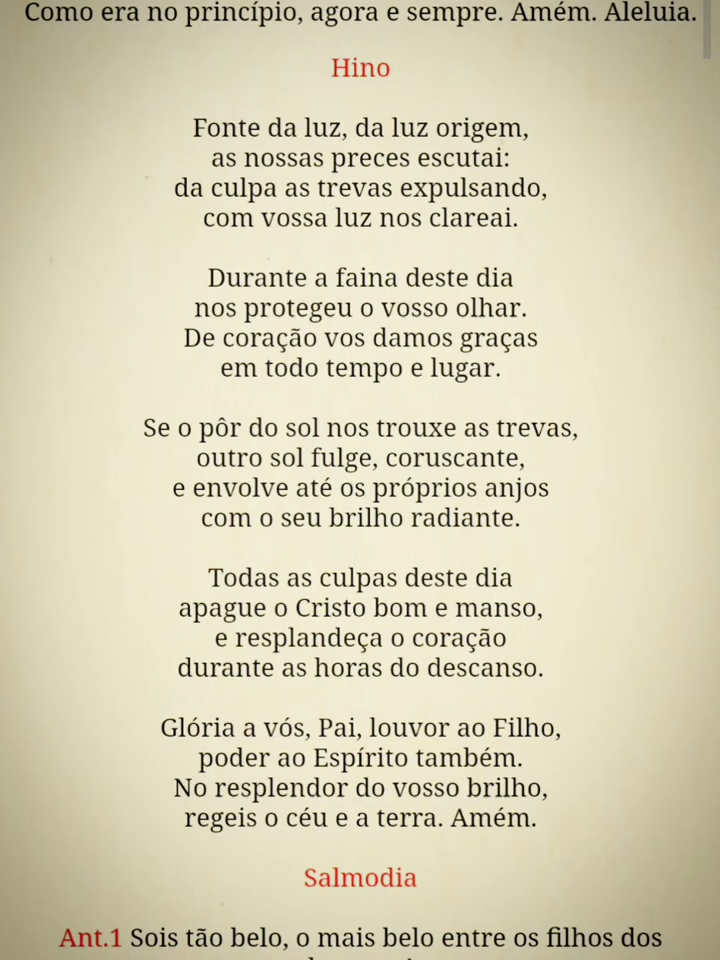 Como era no princípio, agora e sempre. Amém. Aleluia.
Hino
Fonte da luz, da luz origem,
as nossas preces escutai:
da culpa as trevas expulsando,
com vossa luz nos clareai.
Durante a faina deste dia
nos protegeu o vosso olhar.
De coração vos damos graças
em todo tempo e lugar.
Se o pôr do sol nos trouxe as trevas,
outro sol fulge, coruscante,
e envolve até os próprios anjos
com o seu brilho radiante.
Todas as culpas deste dia
apague o Cristo bom e manso,
e resplandeça o coração
durante as horas do descanso.
Glória a vós, Pai, louvor ao Filho,
poder ao Espírito também.
No resplendor do vosso brilho,
regeis o céu e a terra. Amém.
Salmodia
Ant.1 Sois tão belo, o mais belo entre os filhos dos